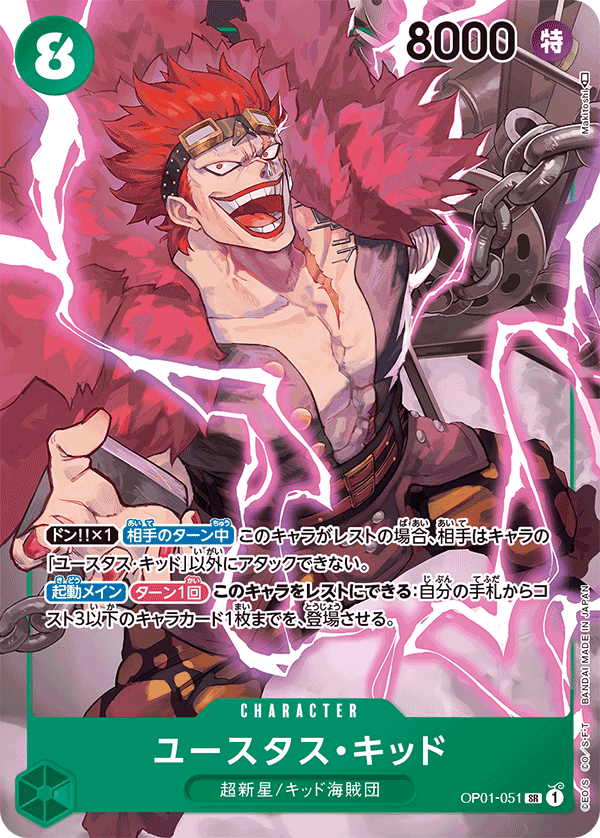 8
8000
特
Makitoshi
ドン!!×1 相手のターン中 このキャラがレストの場合、相手はキャラの
「ユースタス・キッド」以外にアタックできない。
起動メイン ターン1回 このキャラをレストにできる：自分の手札からコ
スト3以下のキャラカード1枚までを、登場させる。
CHARACTER
ユースタス・キッド
超新星/キッド海賊団
OP01-051 SR 1
©E.O/S. ©O/S・F・T BANDAI MADE IN JAPAN